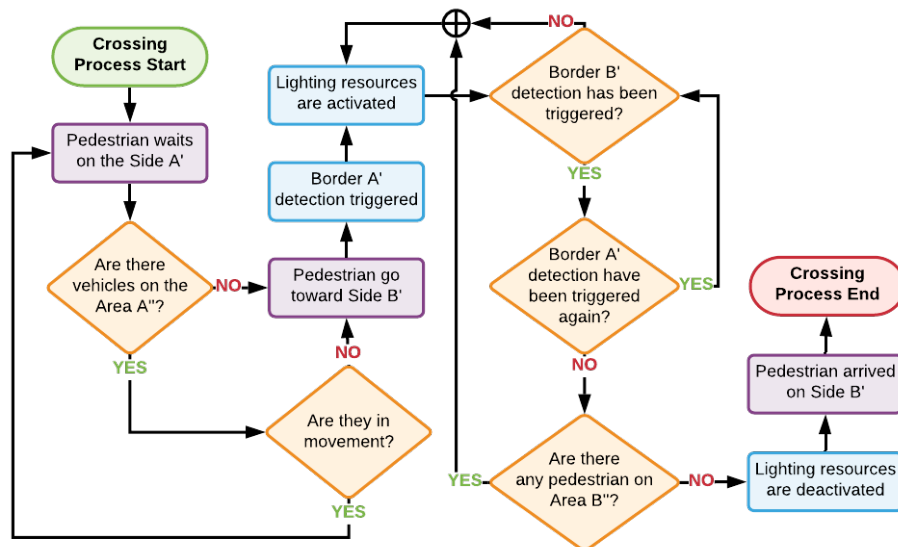 Crossing
Process Start
Pedestrian waits
on the Side A'
Are there
vehicles on the
Area A"?
NO
YES
Are they in
movement?
NO
YES
Pedestrian go
toward Side B'
Border A'
detection triggered
Lighting resources
are activated
NO
Border B'
detection has been
triggered?
YES
Border A'
detection have
been triggered
again?
YES
NO
Are there
any pedestrian on
Area B"?
YES
NO
Lighting resources
are deactivated
Pedestrian arrived
on Side B'
Crossing
Process End